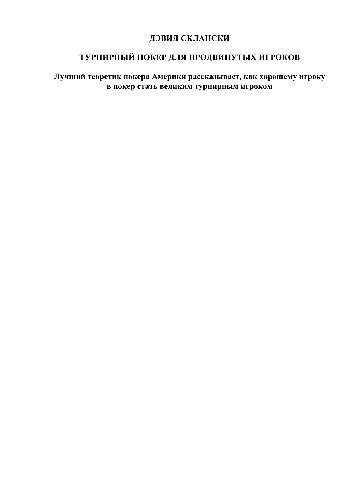 ДЭВИД СКЛАНСКИ
ТУРНИРНЫЙ ПОКЕР ДЛЯ ПРОДВИНУТЫХ ИГРОКОВ
Лучший теоретик покера Америки рассказывает, как хорошему игроку
в покер стать великим турнирным игроком